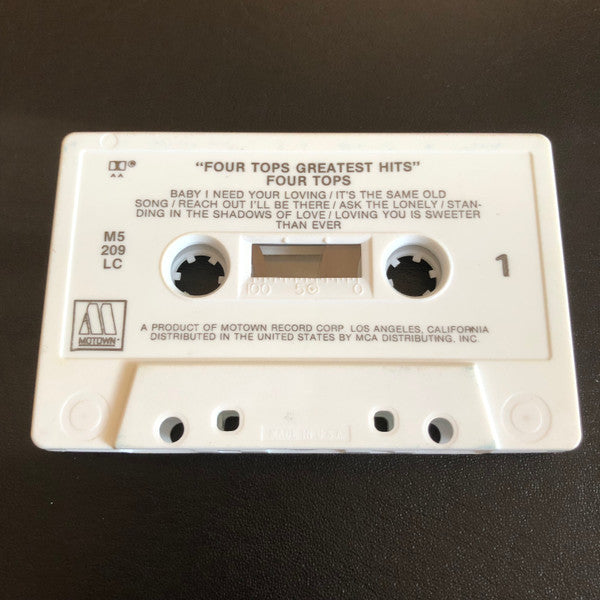 "FOUR TOPS GREATEST HITS"
FOUR TOPS
BABY I NEED YOUR LOVING / IT'S THE SAME OLD
SONG / REACH OUT I'LL BE THERE / ASK THE LONELY / STAN-
DING IN THE SHADOWS OF LOVE / LOVING YOU IS SWEETER
THAN EVER
AA
M5
209
LC
1
100 50 0
MOTOWN
A PRODUCT OF MOTOWN RECORD CORP. LOS ANGELES, CALIFORNIA
DISTRIBUTED IN THE UNITED STATES BY MCA DISTRIBUTING, INC.
MADE IN U.S.A.